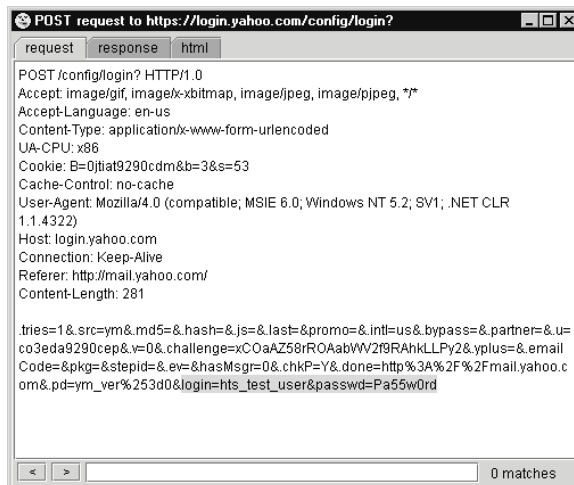 POST request to https://login.yahoo.com/config/login?
request response html
POST /config/login? HTTP/1.0
Accept: image/gif, image/x-xbitmap, image/jpeg, image/pjpeg, */*
Accept-Language: en-us
Content-Type: application/x-www-form-urlencoded
UA-CPU: x86
Cookie: B=0jtiat9290cdm&b=3&s=53
Cache-Control: no-cache
User-Agent: Mozilla/4.0 (compatible; MSIE 6.0; Windows NT 5.2; SV1; .NET CLR
1.1.4322)
Host: login.yahoo.com
Connection: Keep-Alive
Referer: http://mail.yahoo.com/
Content-Length: 281
.tries=1&.src=ym&.md5=&.hash=&.js=&.last=&promo=&.intl=us&.bypass=&.partner=&.u=
co3eda9290cep&.v=0&.challenge=xCOaAZ58rROAabWV2f9RAhkLLPy2&.yplus=&.email
Code=&pkg=&stepid=&.ev=&hasMsgr=0&.chkP=Y&.done=http%3A%2F%2Fmail.yahoo.c
om&.pd=ym_ver%253d0&login=hts_test_user&passwd=Pa55w0rd
< > 0 matches